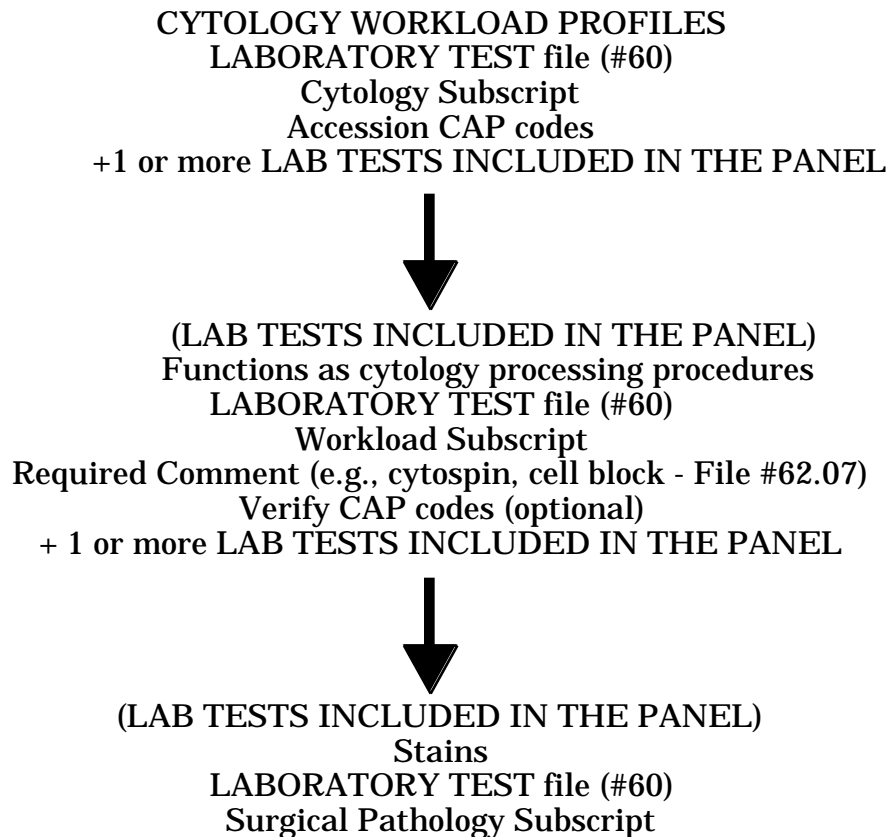 CYTOLOGY WORKLOAD PROFILES
LABORATORY TEST file (#60)
Cytology Subscript
Accession CAP codes
+1 or more LAB TESTS INCLUDED IN THE PANEL
(LAB TESTS INCLUDED IN THE PANEL)
Functions as cytology processing procedures
LABORATORY TEST file (#60)
Workload Subscript
Required Comment (e.g., cytospin, cell block - File #62.07)
Verify CAP codes (optional)
+ 1 or more LAB TESTS INCLUDED IN THE PANEL
(LAB TESTS INCLUDED IN THE PANEL)
Stains
LABORATORY TEST file (#60)
Surgical Pathology Subscript